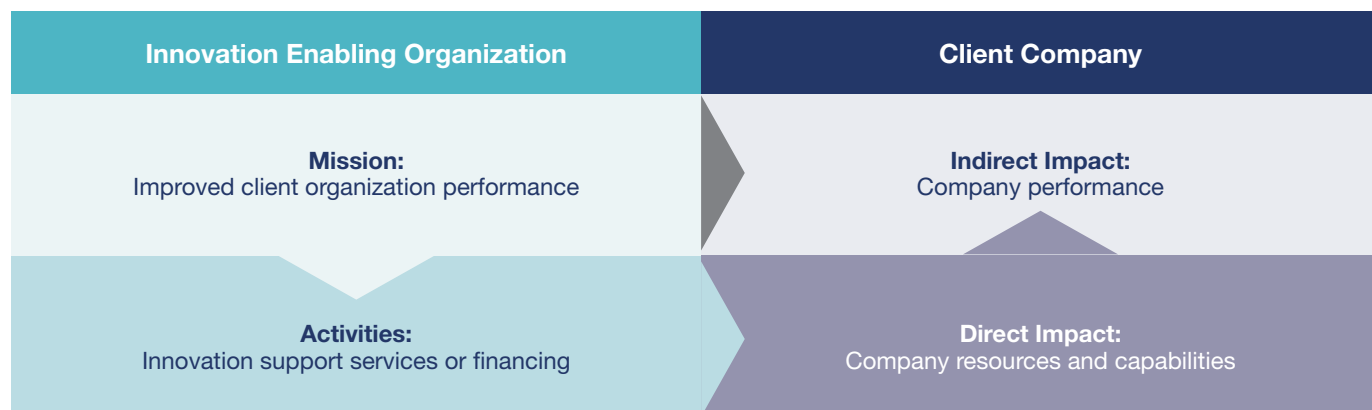 Innovation Enabling Organization
Client Company
Mission:
Improved client organization performance
Indirect Impact:
Company performance
Activities:
Innovation support services or financing
Direct Impact:
Company resources and capabilities